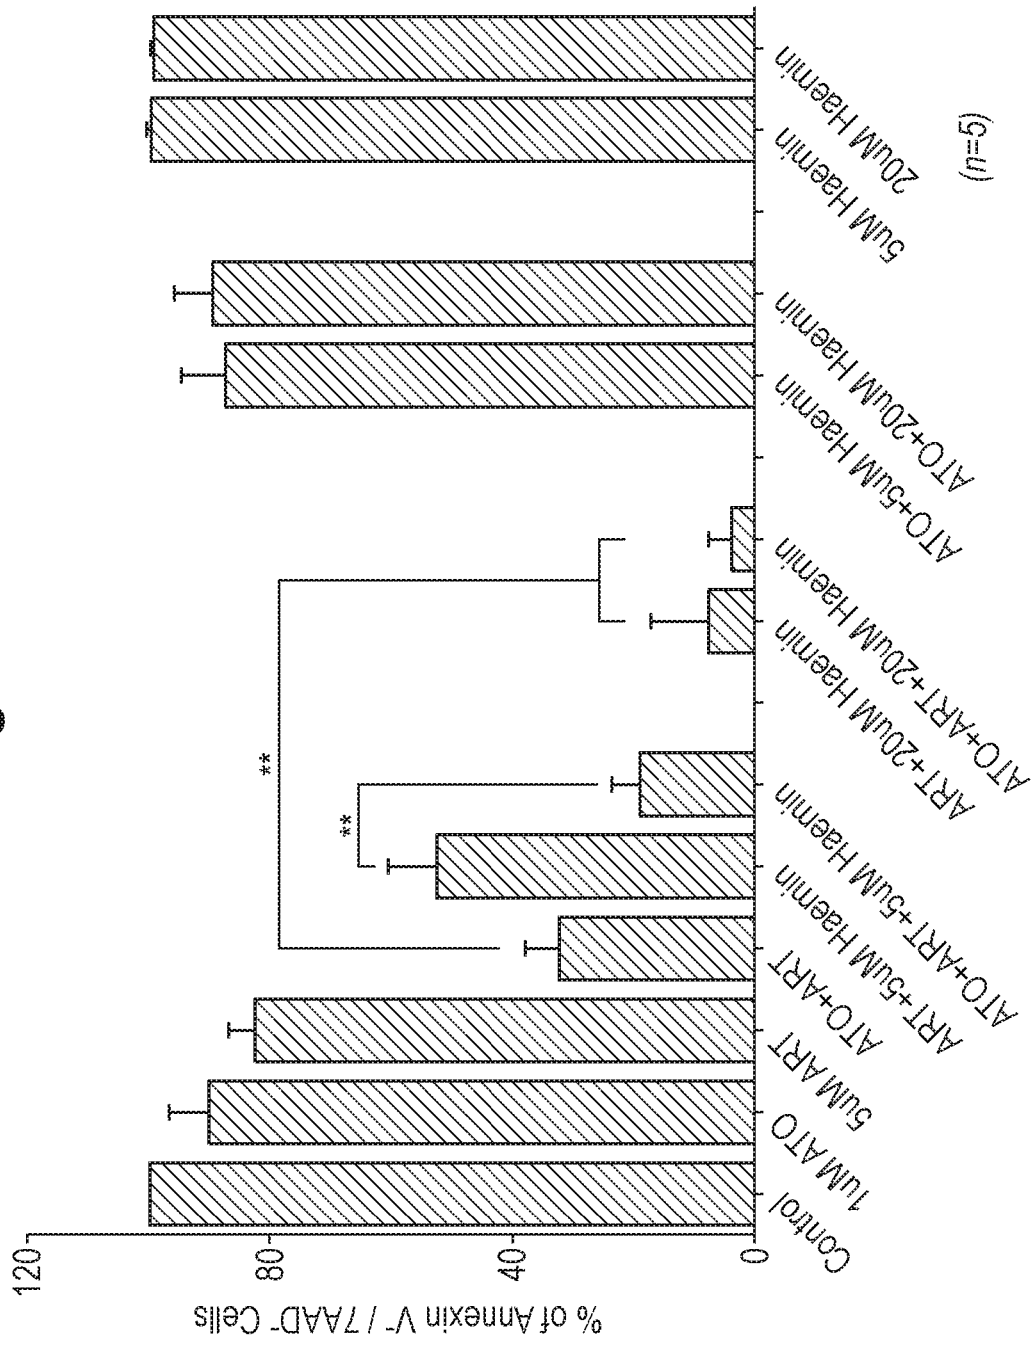 % of Annexin V⁻ / 7AAD⁻ Cells
120
80
40
0
**
**
Control
1uM ATO
5uM ART
ATO+ART
ART+5uM Haemin
ATO+ART+5uM Haemin
ART+20uM Haemin
ATO+ART+20uM Haemin
ATO+5uM Haemin
ATO+20uM Haemin
5uM Haemin
20uM Haemin
(n=5)